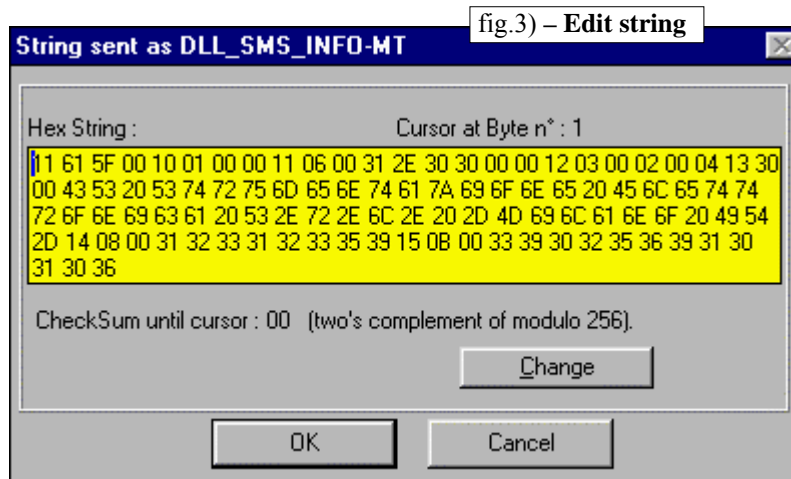 fig.3) – Edit string
String sent as DLL_SMS_INFO-MT
Hex String : Cursor at Byte n° : 1
11 61 5F 00 10 01 00 00 11 06 00 31 2E 30 30 00 00 12 03 00 02 00 04 13 30
00 43 53 20 53 74 72 75 6D 65 6E 74 61 7A 69 6F 6E 65 20 45 6C 65 74 74
72 6F 6E 69 63 61 20 53 2E 72 2E 6C 2E 20 2D 4D 69 6C 61 6E 6F 20 49 54
2D 14 08 00 31 32 33 31 32 33 35 39 15 0B 00 33 39 30 32 35 36 39 31 30
31 30 36
CheckSum until cursor : 00 (two's complement of modulo 256).
Change
OK Cancel